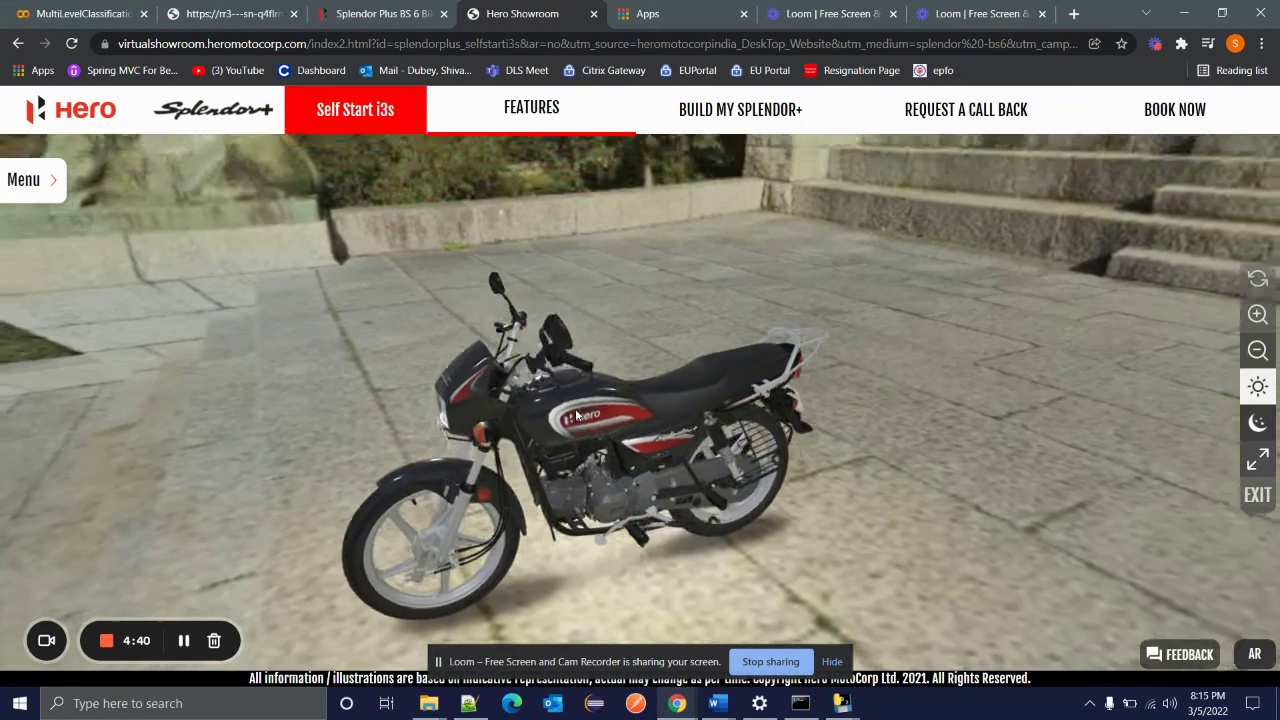 MultiLevelClassificatio
https://rr3---sn-q4flrn
Splendor Plus BS 6 Bik
Hero Showroom
Apps
Loom | Free Screen &
Loom | Free Screen &
virtualshowroom.heromotocorp.com/index2.html?id=splendorplus_selfstarti3s&at=no&utm_source=heromotocorpindia_DeskTop_Website&utm_medium=splendor%20-bs6&utm_camp...
Apps
Spring MVC For Be...
(3) YouTube
Dashboard
Mail - Dubey, Shiva...
DLS Meet
Citrix Gateway
EUPortal
EU Portal
Resignation Page
epfo
Reading list
HERO
Splendor+
Self Start i3s
FEATURES
BUILD MY SPLENDOR+
REQUEST A CALL BACK
BOOK NOW
Menu
Hero
EXIT
4:40
Loom – Free Screen and Cam Recorder is sharing your screen.
Stop sharing
Hide
FEEDBACK
AR
All information / illustrations are based on indicative representation, actual may change as per time. Copyright Hero MotoCorp Ltd. 2021. All Rights Reserved.
Type here to search
8:15 PM
3/5/2022